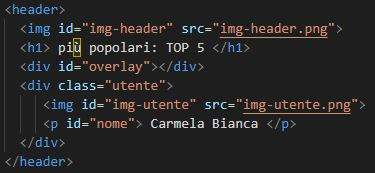 <header>
<img id="img-header" src="img-header.png">
<h1> più popolari: TOP 5 </h1>
<div id="overlay"></div>
<div class="utente">
<img id="img-utente" src="img-utente.png">
<p id="nome"> Carmela Bianca </p>
</div>
</header>